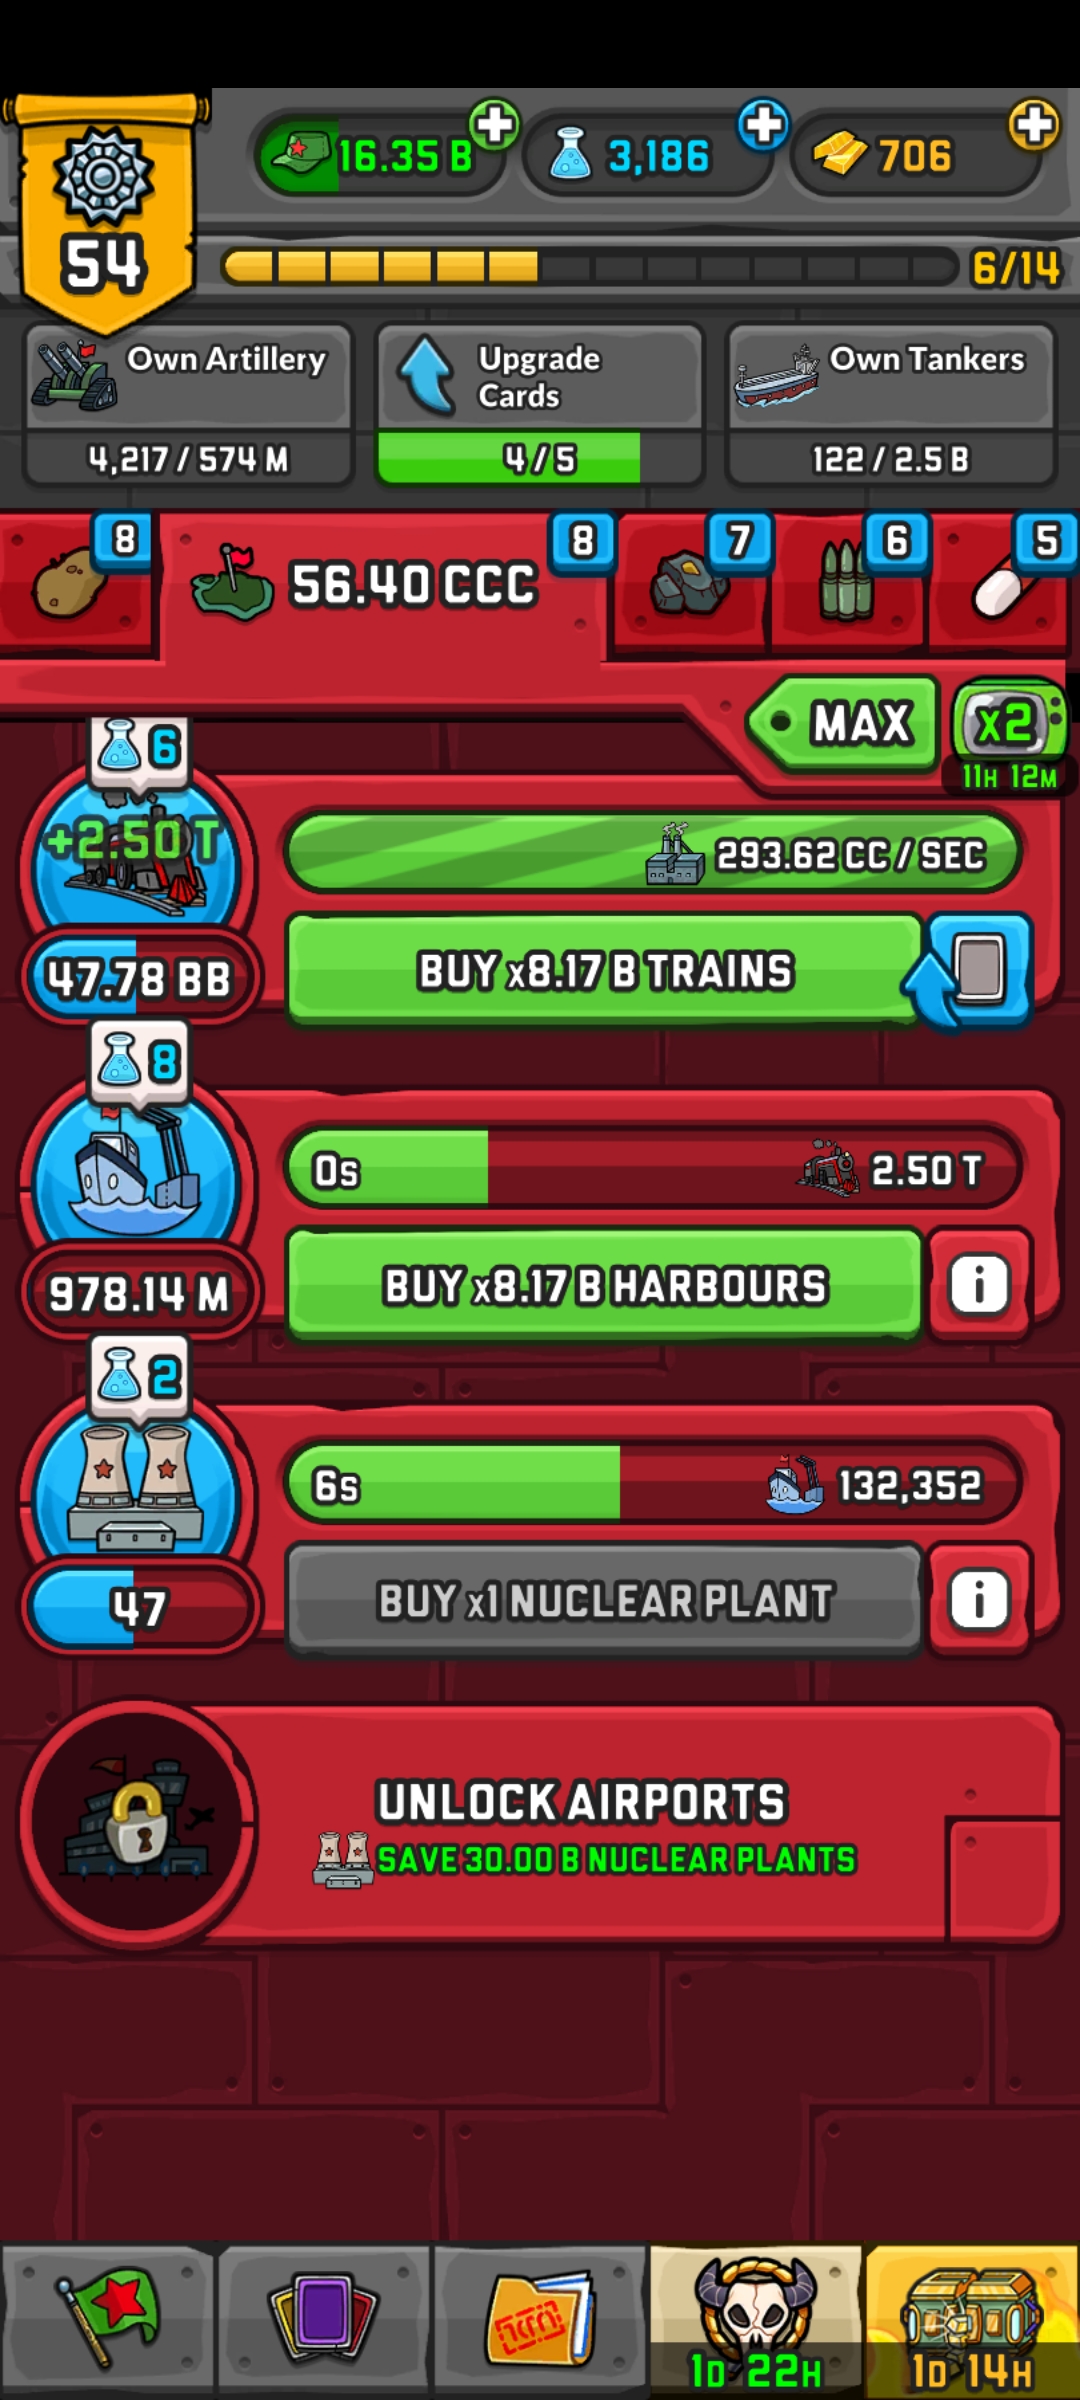 54
16.35 B
3,186
706
6/14
Own Artillery
4,217 / 574 M
Upgrade
Cards
4 / 5
Own Tankers
122 / 2.5 B
8
56.40 CCC
8
7
6
5
MAX
x2
11H 12M
6
+2.50 T
293.62 CC / SEC
47.78 BB
BUY x8.17 B TRAINS
8
0s
2.50 T
978.14 M
BUY x8.17 B HARBOURS
i
2
6s
132,352
47
BUY x1 NUCLEAR PLANT
i
UNLOCK AIRPORTS
SAVE 30.00 B NUCLEAR PLANTS
1D 22H
1D 14H